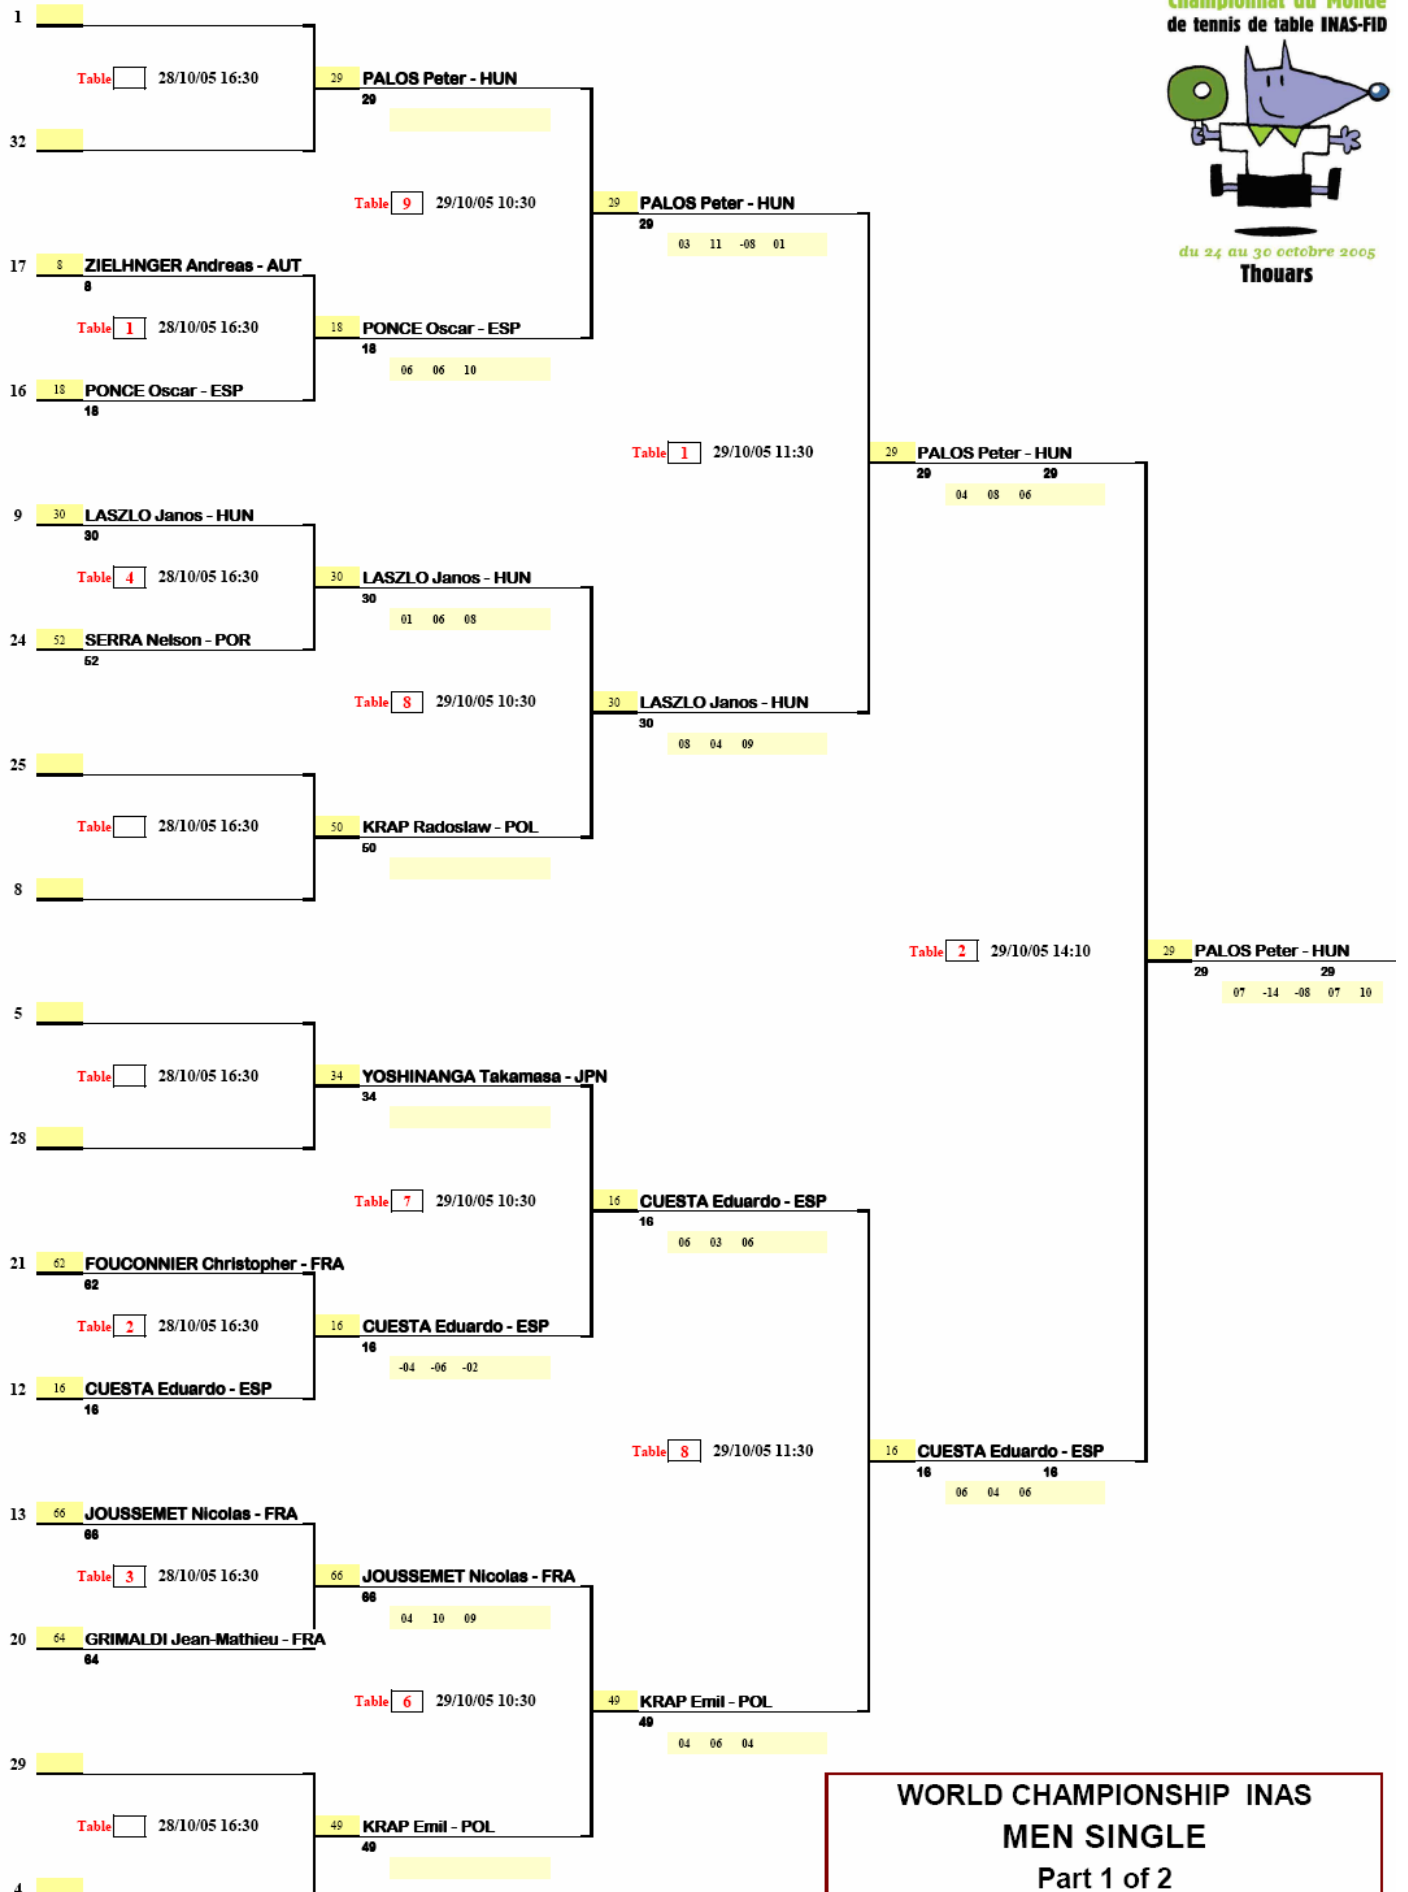 Championnat du Monde
de tennis de table INAS-FID
du 24 au 30 octobre 2005
Thouars
1
Table 28/10/05 16:30
29 PALOS Peter - HUN
29
32
Table 9 29/10/05 10:30
29 PALOS Peter - HUN
29
03 11 -08 01
17 8 ZIELHNGER Andreas - AUT
8
Table 1 28/10/05 16:30
18 PONCE Oscar - ESP
18
06 06 10
16 18 PONCE Oscar - ESP
18
Table 1 29/10/05 11:30
29 PALOS Peter - HUN
29 29
04 08 06
9 30 LASZLO Janos - HUN
30
Table 4 28/10/05 16:30
30 LASZLO Janos - HUN
30
01 06 08
24 52 SERRA Nelson - POR
52
Table 8 29/10/05 10:30
30 LASZLO Janos - HUN
30
08 04 09
25
Table 28/10/05 16:30
50 KRAP Radoslaw - POL
50
8
Table 2 29/10/05 14:10
29 PALOS Peter - HUN
29 29
07 -14 -08 07 10
5
Table 28/10/05 16:30
34 YOSHINANGA Takamasa - JPN
34
28
Table 7 29/10/05 10:30
16 CUESTA Eduardo - ESP
16
06 03 06
21 62 FOUCONNIER Christopher - FRA
62
Table 2 28/10/05 16:30
16 CUESTA Eduardo - ESP
16
-04 -06 -02
12 16 CUESTA Eduardo - ESP
16
Table 8 29/10/05 11:30
16 CUESTA Eduardo - ESP
16 16
06 04 06
13 66 JOUSSEMET Nicolas - FRA
66
Table 3 28/10/05 16:30
66 JOUSSEMET Nicolas - FRA
66
04 10 09
20 64 GRIMALDI Jean-Mathieu - FRA
64
Table 6 29/10/05 10:30
49 KRAP Emil - POL
49
04 06 04
29
Table 28/10/05 16:30
49 KRAP Emil - POL
49
4
WORLD CHAMPIONSHIP INAS
MEN SINGLE
Part 1 of 2